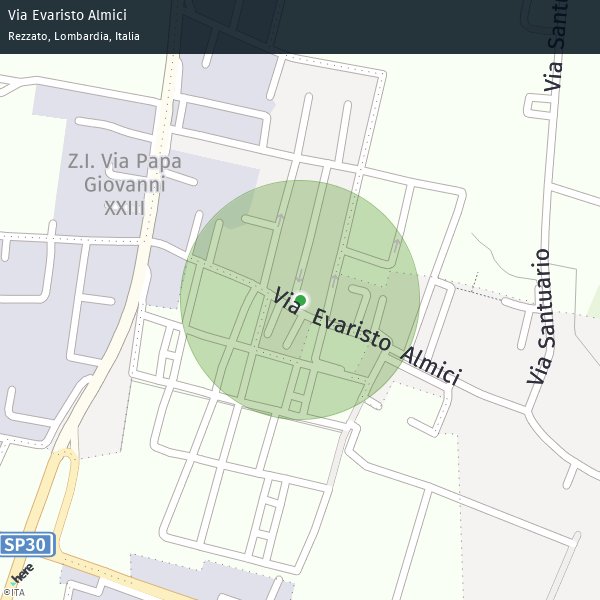 Via Evaristo Almici
Rezzato, Lombardia, Italia
Via Santu
Z.I. Via Papa
Giovanni
XXIII
Via Santuario
Via Evaristo Almici
SP30
here
©ITA